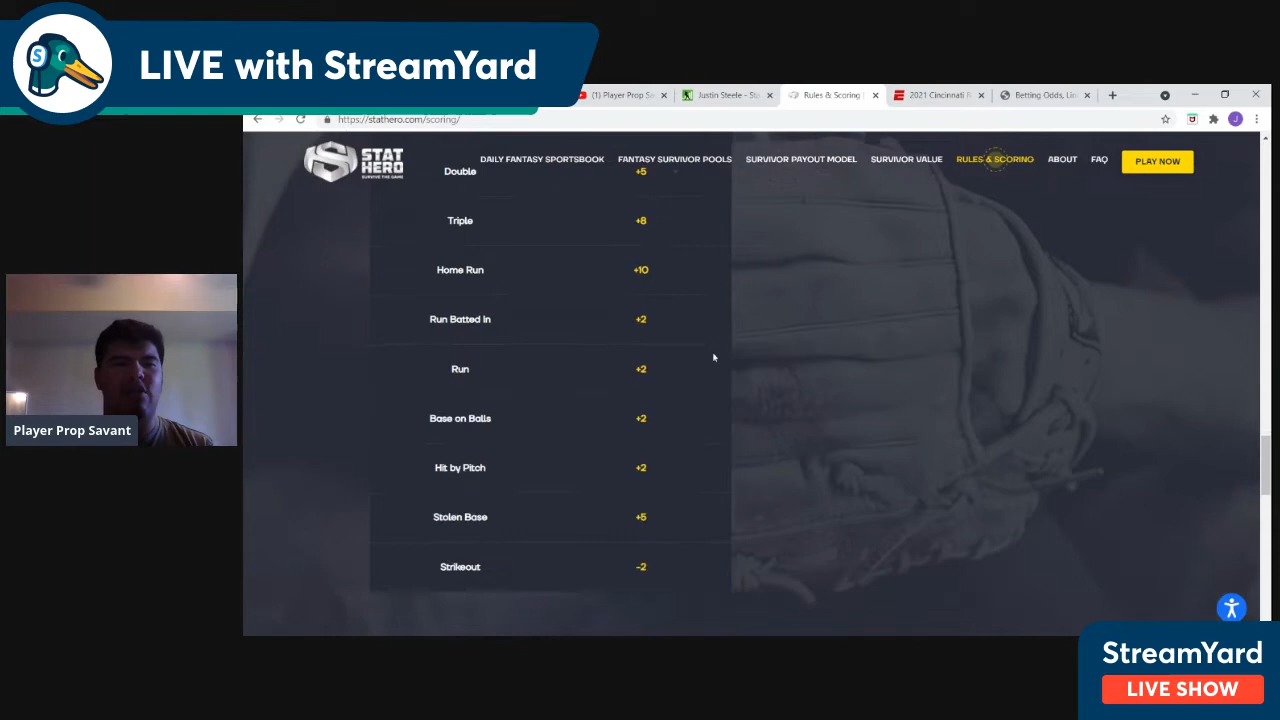 S
LIVE with StreamYard
(1) Player Prop Sa
Justin Steele - Sta
Rules & Scoring
2021 Cincinnati R
Betting Odds, Lin
https://stathero.com/scoring/
J
STAT
HERO
SURVIVE THE GAME
DAILY FANTASY SPORTSBOOK
FANTASY SURVIVOR POOLS
SURVIVOR PAYOUT MODEL
SURVIVOR VALUE
RULES & SCORING
ABOUT
FAQ
PLAY NOW
Double +5
Triple +8
Home Run +10
Run Batted In +2
Run +2
Base on Balls +2
Hit by Pitch +2
Stolen Base +5
Strikeout -2
Player Prop Savant
StreamYard
LIVE SHOW